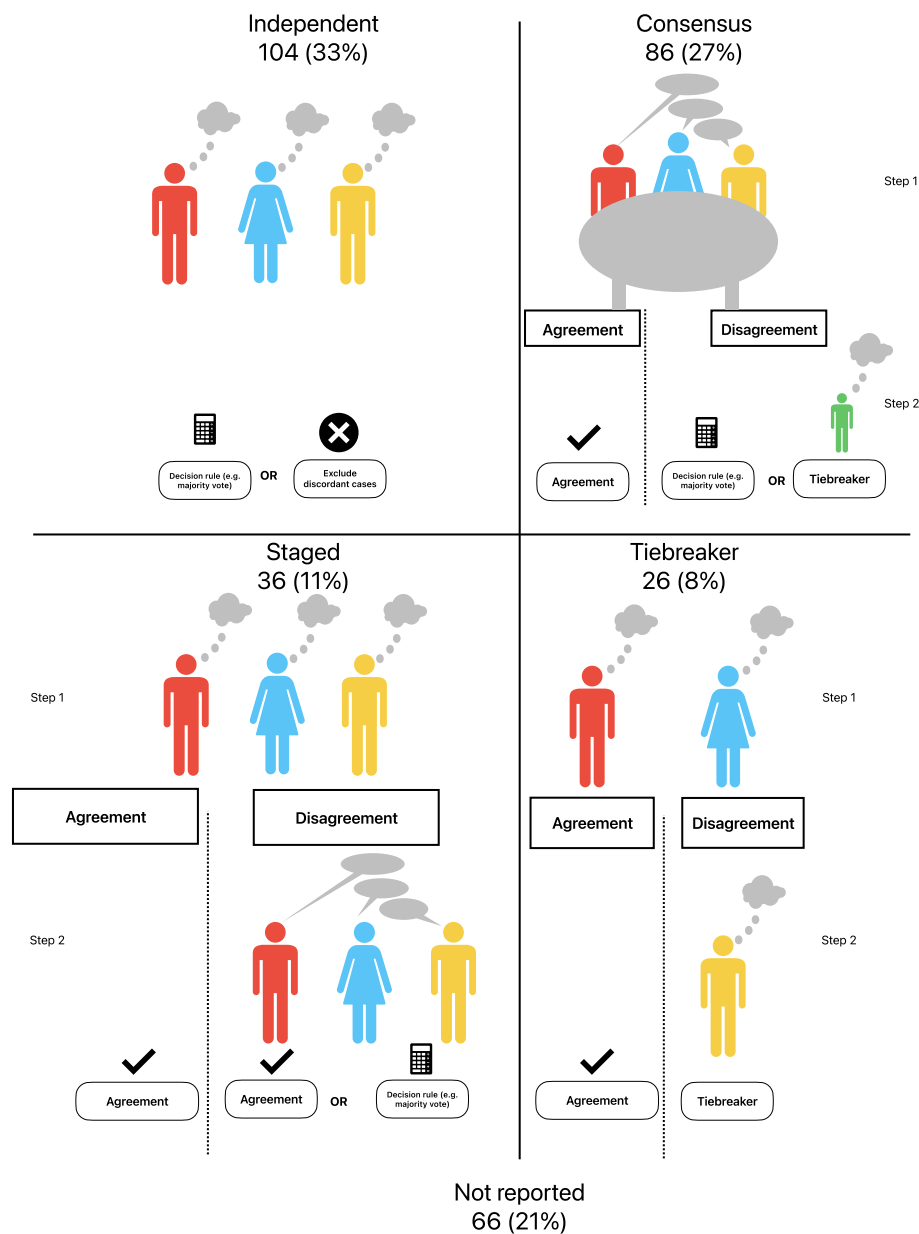 Independent
104 (33%)
Decision rule (e.g.
majority vote)
OR
Exclude
discordant cases
Consensus
86 (27%)
Step 1
Agreement
Disagreement
Step 2
Agreement
Decision rule (e.g.
majority vote)
OR
Tiebreaker
Staged
36 (11%)
Step 1
Agreement
Disagreement
Step 2
Agreement
Agreement
OR
Decision rule (e.g.
majority vote)
Tiebreaker
26 (8%)
Step 1
Agreement
Disagreement
Step 2
Agreement
Tiebreaker
Not reported
66 (21%)